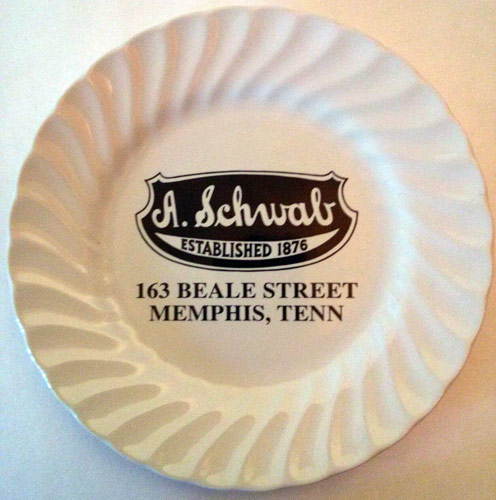 A. Schwab
ESTABLISHED 1876
163 BEALE STREET
MEMPHIS, TENN